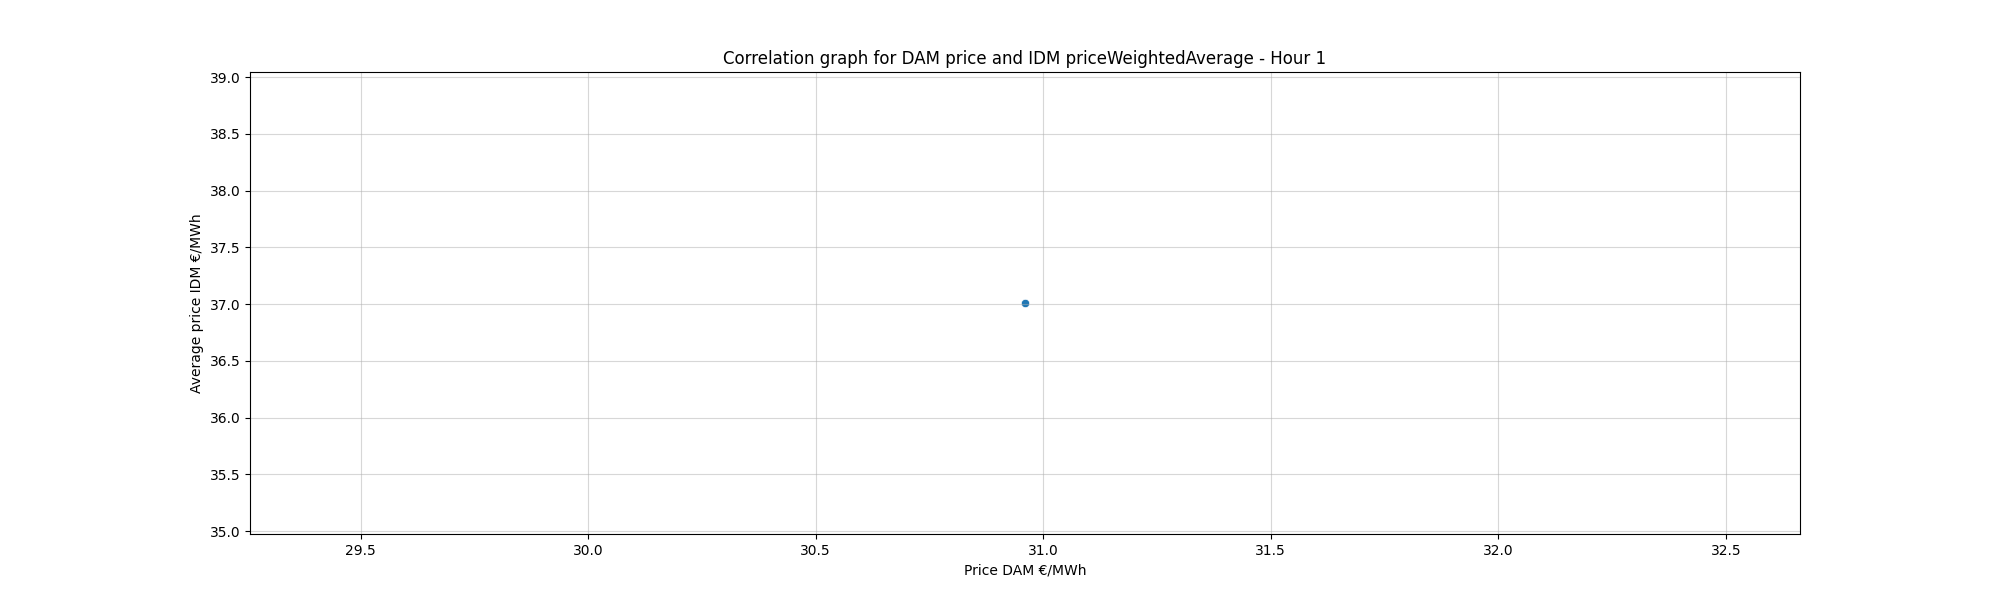 Correlation graph for DAM price and IDM priceWeightedAverage - Hour 1
39.0
38.5
38.0
37.5
37.0
36.5
36.0
35.5
35.0
Average price IDM €/MWh
29.5 30.0 30.5 31.0 31.5 32.0 32.5
Price DAM €/MWh